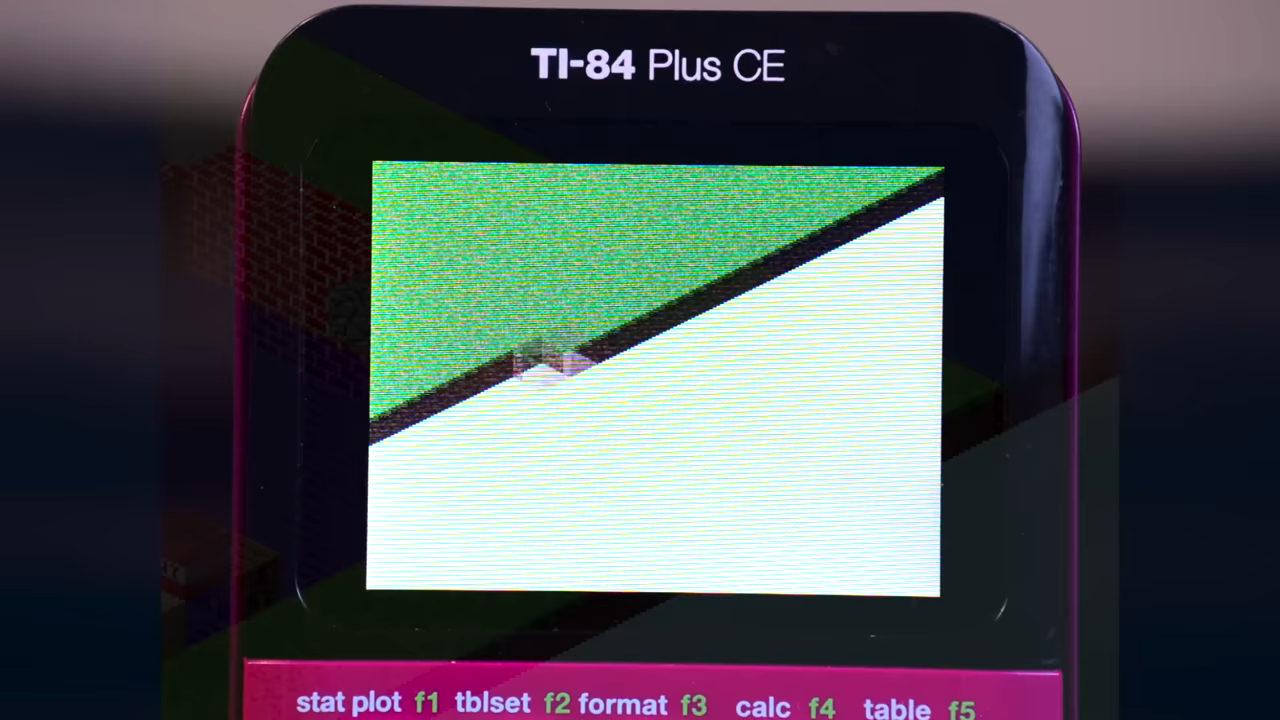 TI-84 Plus CE
stat plot f1 tblset f2 format f3 calc f4 table f5